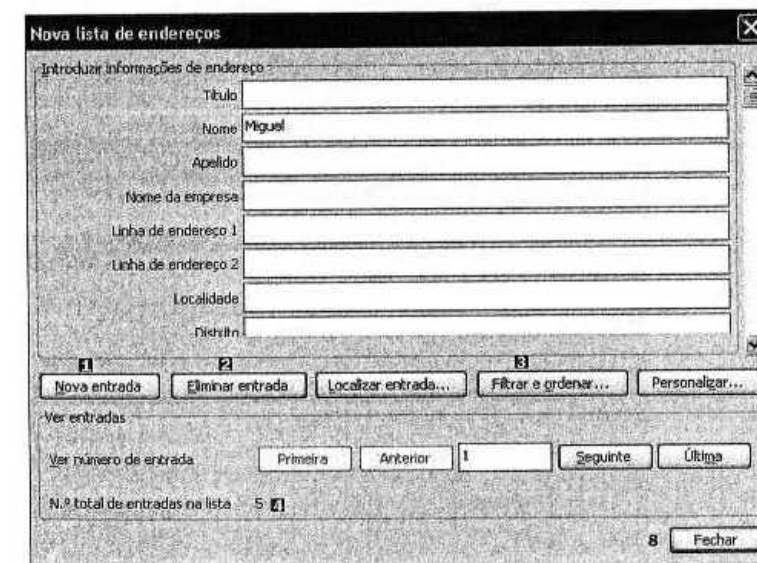 Nova lista de endereços
Introduzir informações de endereço
Título
Nome Miguel
Apelido
Nome da empresa
Linha de endereço 1
Linha de endereço 2
Localidade
Distrito
1 2 3
Nova entrada Eliminar entrada Localizar entrada... Filtrar e ordenar... Personalizar...
Ver entradas
Ver número de entrada Primeira Anterior 1 Seguinte Última
N.º total de entradas na lista 5 4
8 Fechar